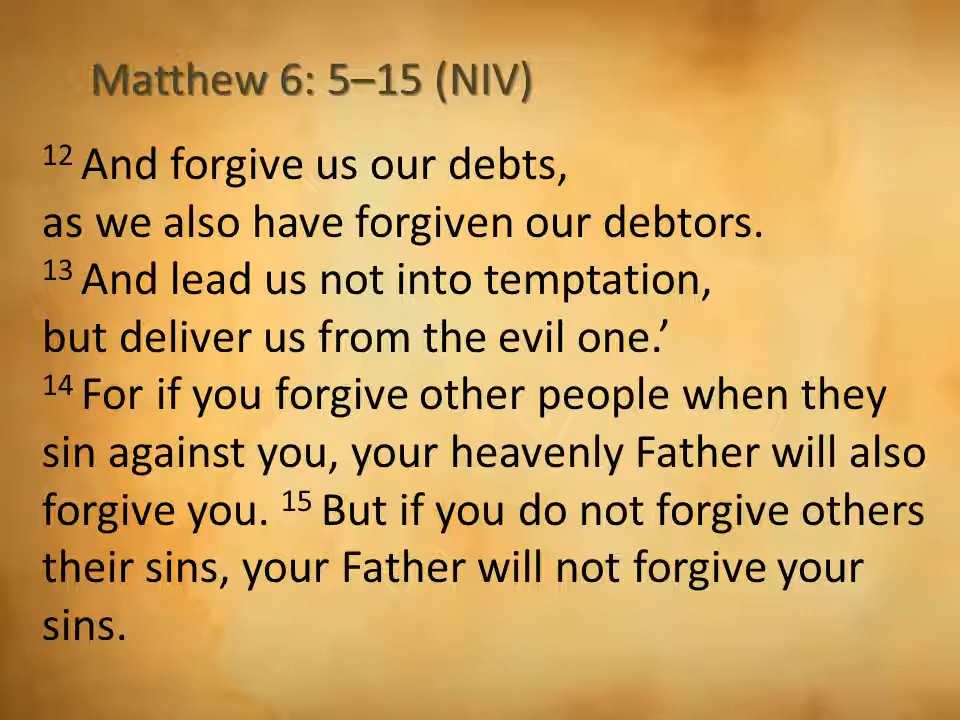 Matthew 6: 5–15 (NIV)
12 And forgive us our debts,
as we also have forgiven our debtors.
13 And lead us not into temptation,
but deliver us from the evil one.’
14 For if you forgive other people when they
sin against you, your heavenly Father will also
forgive you. 15 But if you do not forgive others
their sins, your Father will not forgive your
sins.